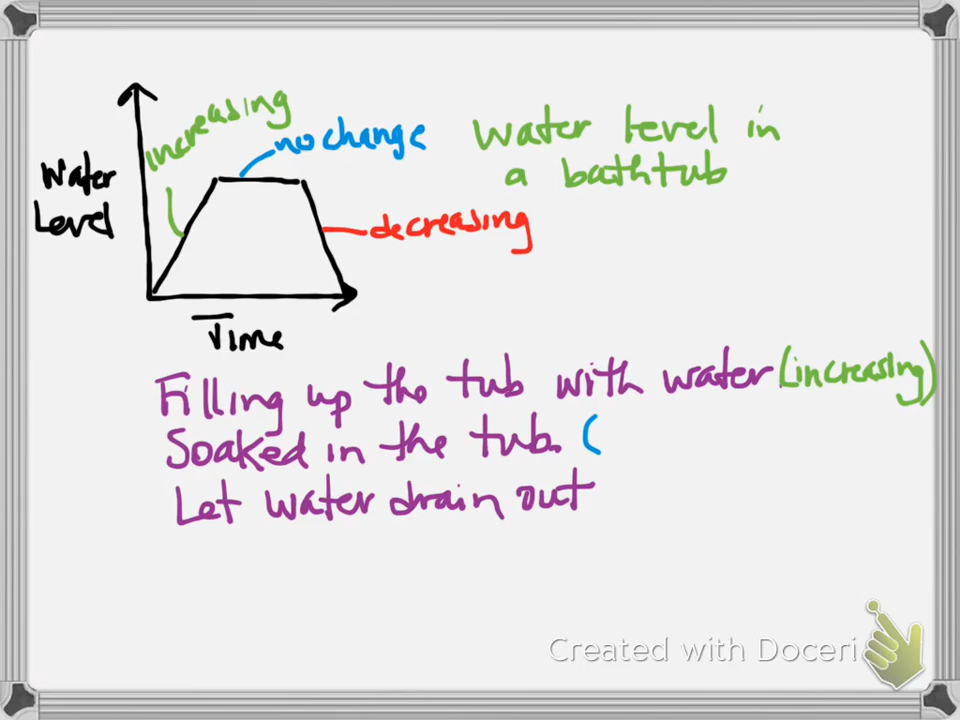 increasing
no change
Water level in
a bathtub
Water
Level
decreasing
Time
Filling up the tub with water (increasing)
Soaked in the tub. (
Let water drain out
Created with Doceri